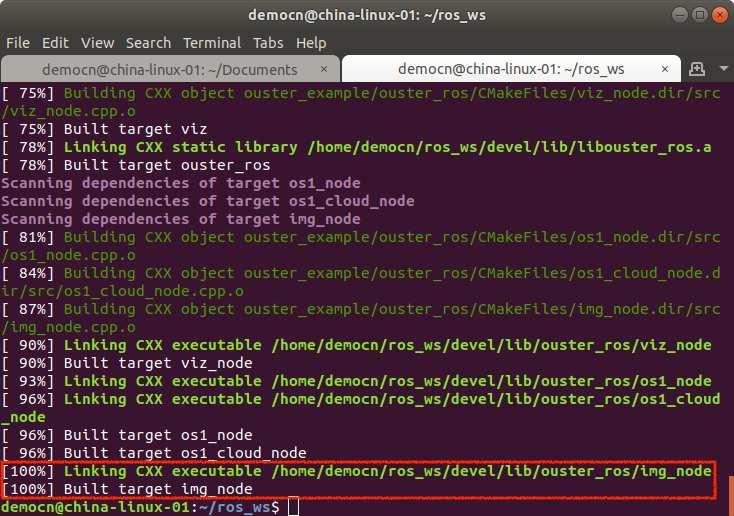 democn@china-linux-01: ~/ros_ws
File Edit View Search Terminal Tabs Help
democn@china-linux-01: ~/Documents × democn@china-linux-01: ~/ros_ws ×
[ 75%] Building CXX object ouster_example/ouster_ros/CMakeFiles/viz_node.dir/src
/viz_node.cpp.o
[ 75%] Built target viz
[ 78%] Linking CXX static library /home/democn/ros_ws/devel/lib/libouster_ros.a
[ 78%] Built target ouster_ros
Scanning dependencies of target os1_node
Scanning dependencies of target os1_cloud_node
Scanning dependencies of target img_node
[ 81%] Building CXX object ouster_example/ouster_ros/CMakeFiles/os1_node.dir/src
/os1_node.cpp.o
[ 84%] Building CXX object ouster_example/ouster_ros/CMakeFiles/os1_cloud_node.d
ir/src/os1_cloud_node.cpp.o
[ 87%] Building CXX object ouster_example/ouster_ros/CMakeFiles/img_node.dir/src
/img_node.cpp.o
[ 90%] Linking CXX executable /home/democn/ros_ws/devel/lib/ouster_ros/viz_node
[ 90%] Built target viz_node
[ 93%] Linking CXX executable /home/democn/ros_ws/devel/lib/ouster_ros/os1_node
[ 96%] Linking CXX executable /home/democn/ros_ws/devel/lib/ouster_ros/os1_cloud
_node
[ 96%] Built target os1_node
[ 96%] Built target os1_cloud_node
[100%] Linking CXX executable /home/democn/ros_ws/devel/lib/ouster_ros/img_node
[100%] Built target img_node
democn@china-linux-01:~/ros_ws$